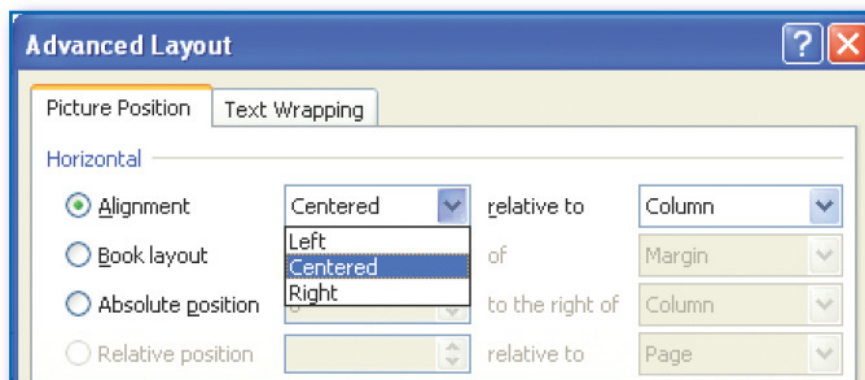 Advanced Layout
Picture Position Text Wrapping
Horizontal
Alignment Centered relative to Column
Left
Book layout of Margin
Centered
Right
Absolute position to the right of Column
Relative position relative to Page